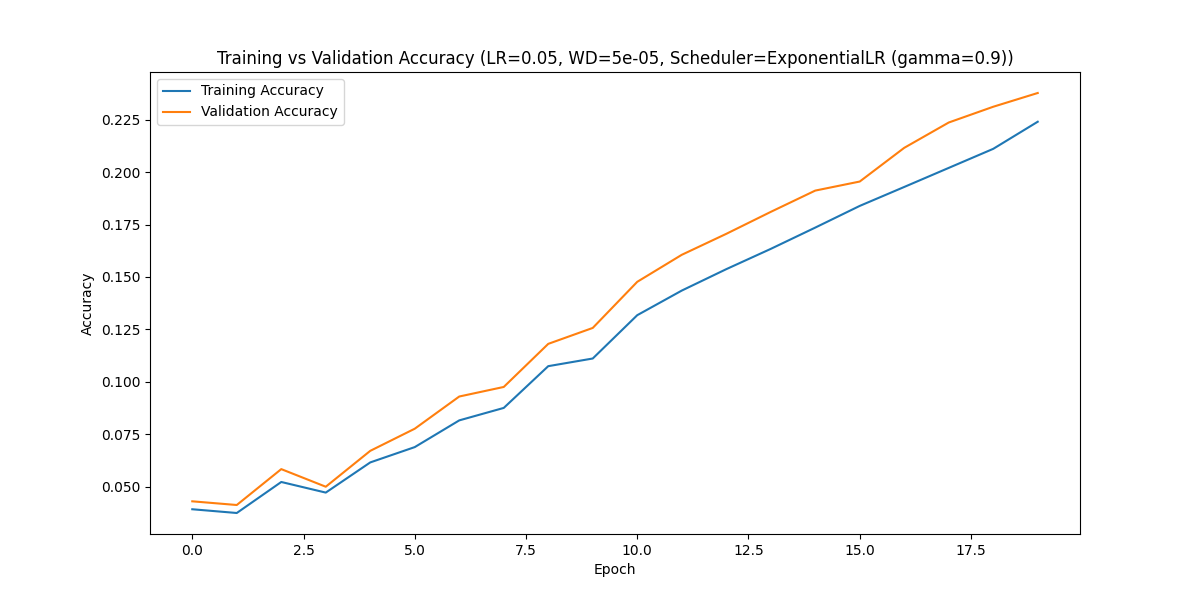 Training vs Validation Accuracy (LR=0.05, WD=5e-05, Scheduler=ExponentialLR (gamma=0.9))
Training Accuracy
Validation Accuracy
0.225
0.200
0.175
0.150
0.125
0.100
0.075
0.050
Accuracy
0.0 2.5 5.0 7.5 10.0 12.5 15.0 17.5
Epoch